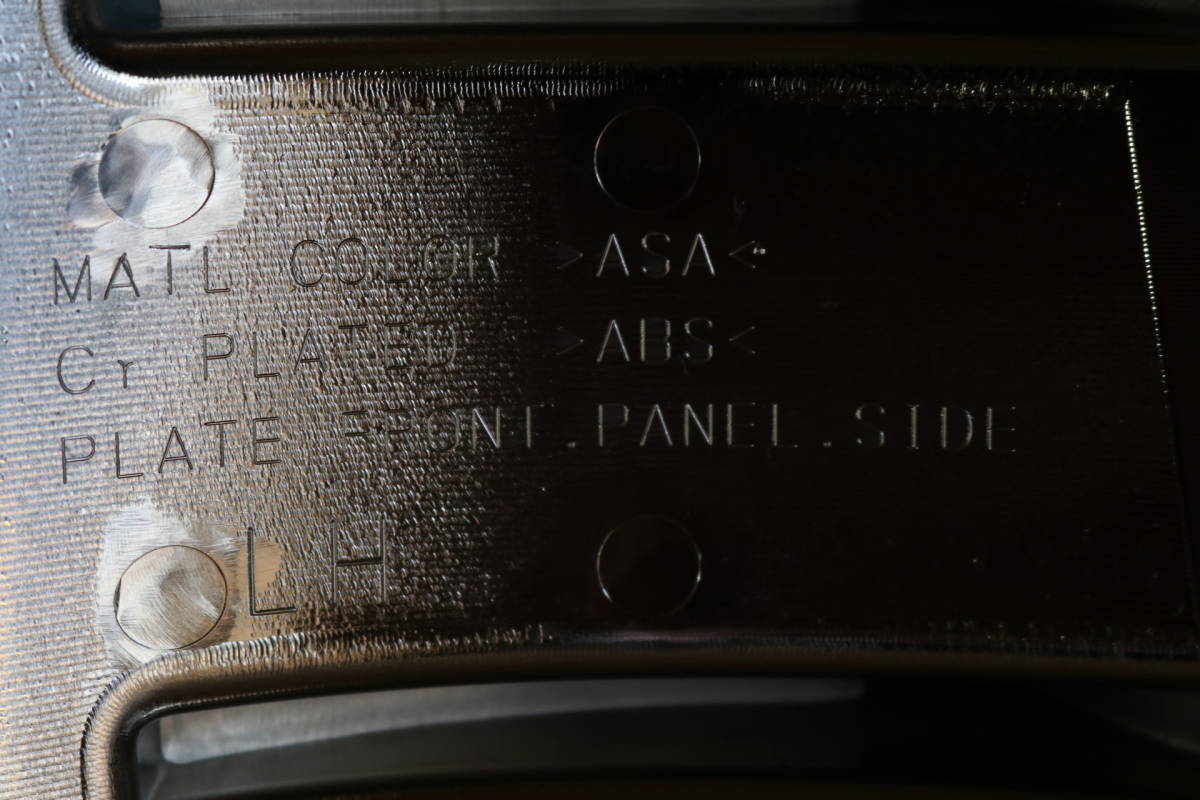 MATL COLOR >ASA<
Cr PLATED >ABS<
PLATE FRONT.PANEL.SIDE
LH